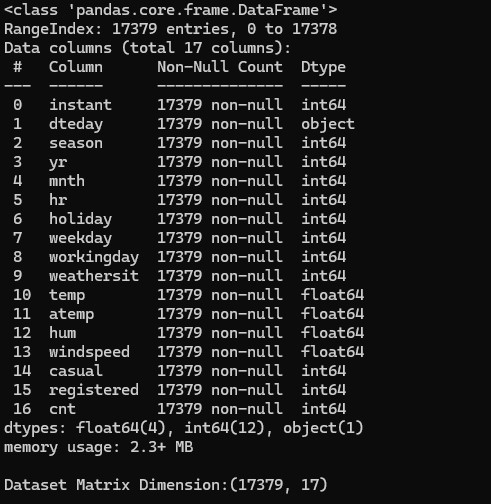 <class 'pandas.core.frame.DataFrame'>
RangeIndex: 17379 entries, 0 to 17378
Data columns (total 17 columns):
 #   Column      Non-Null Count  Dtype
---  ------      --------------  -----
 0   instant     17379 non-null  int64
 1   dteday      17379 non-null  object
 2   season      17379 non-null  int64
 3   yr          17379 non-null  int64
 4   mnth        17379 non-null  int64
 5   hr          17379 non-null  int64
 6   holiday     17379 non-null  int64
 7   weekday     17379 non-null  int64
 8   workingday  17379 non-null  int64
 9   weathersit  17379 non-null  int64
 10  temp        17379 non-null  float64
 11  atemp       17379 non-null  float64
 12  hum         17379 non-null  float64
 13  windspeed   17379 non-null  float64
 14  casual      17379 non-null  int64
 15  registered  17379 non-null  int64
 16  cnt         17379 non-null  int64
dtypes: float64(4), int64(12), object(1)
memory usage: 2.3+ MB

Dataset Matrix Dimension:(17379, 17)